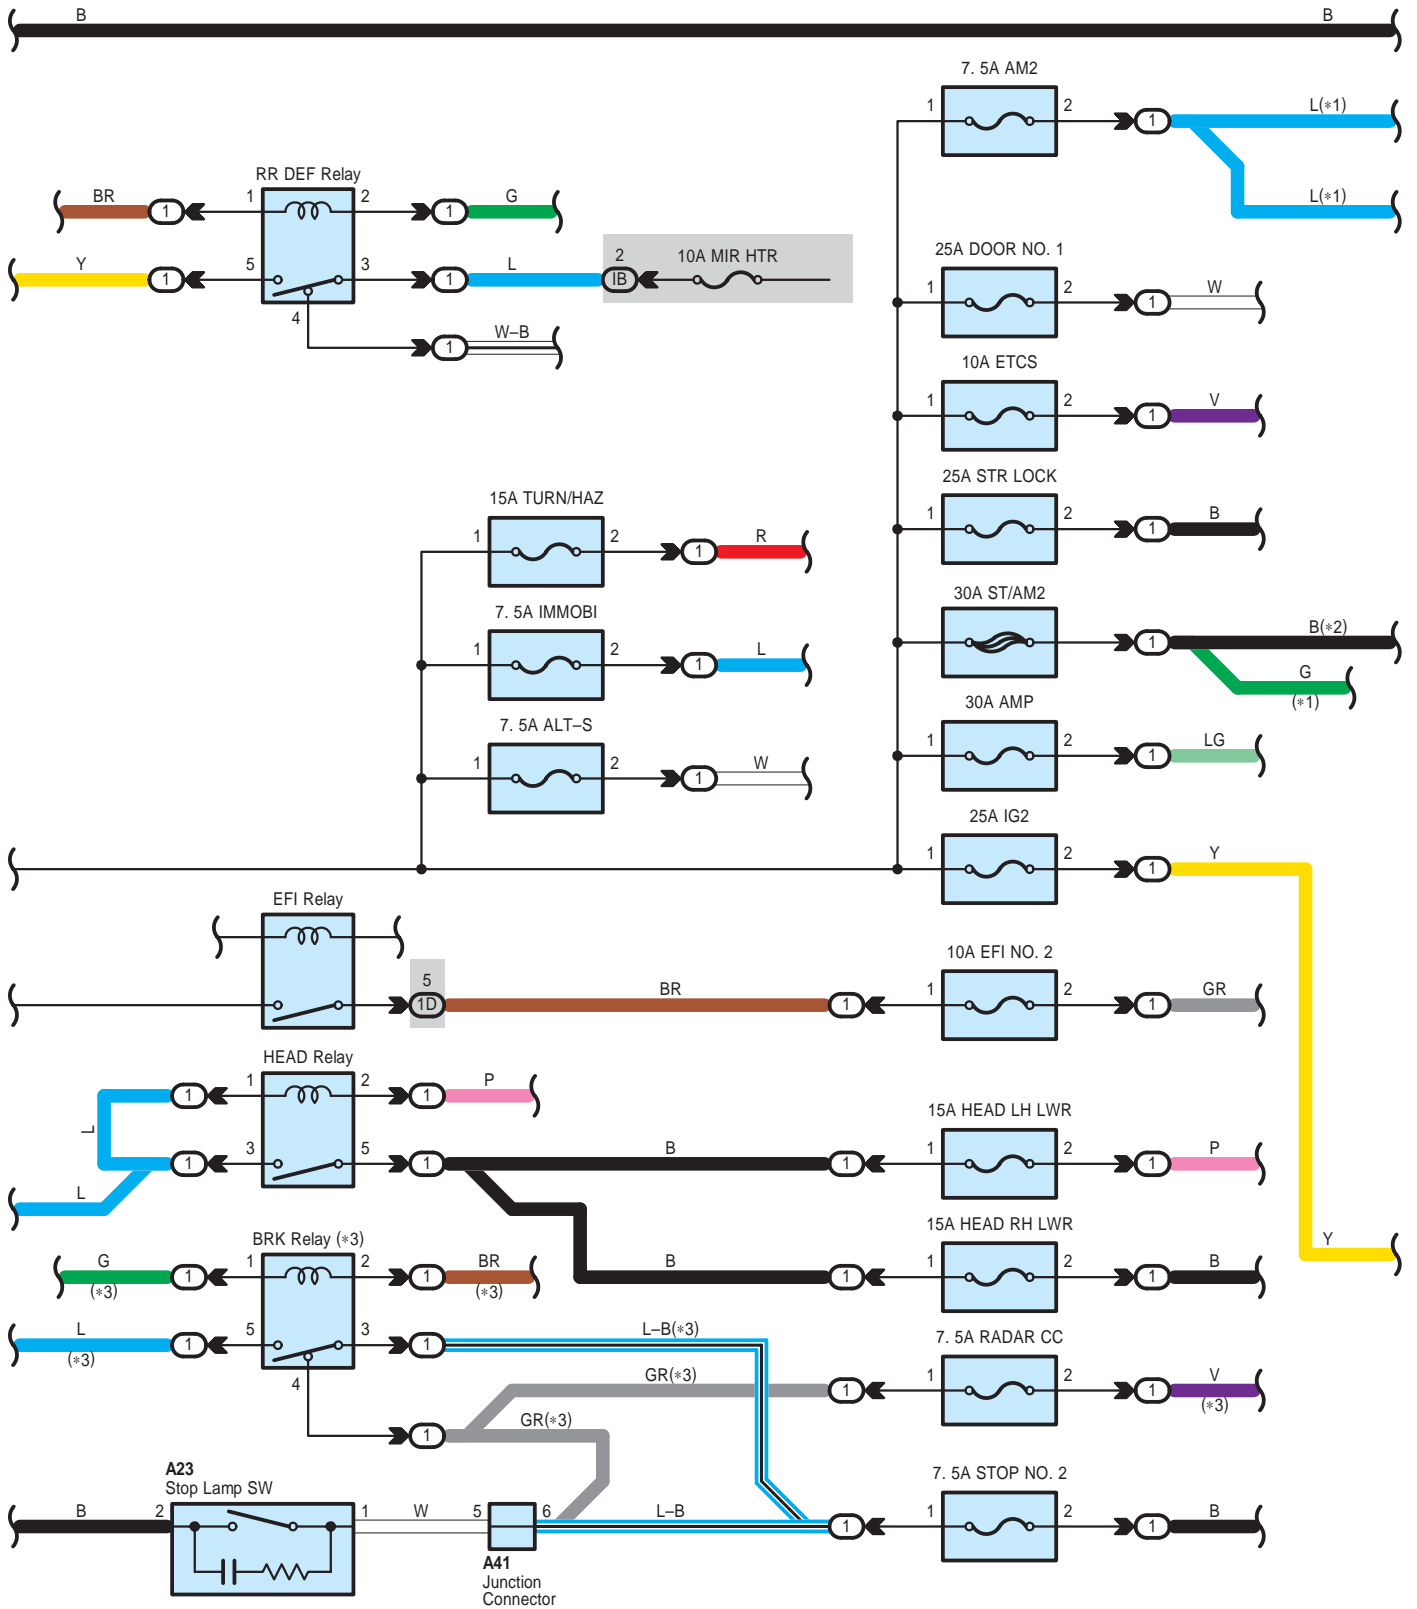 B
B
7. 5A AM2
1
2
1
L(*1)
L(*1)
RR DEF Relay
BR
1
1
2
1
G
Y
1
5
3
1
L
2
IB
10A MIR HTR
4
1
W–B
25A DOOR NO. 1
1
2
1
W
10A ETCS
1
2
1
V
25A STR LOCK
1
2
1
B
15A TURN/HAZ
1
2
1
R
30A ST/AM2
1
2
1
B(*2)
G
(*1)
7. 5A IMMOBI
1
2
1
L
30A AMP
1
2
1
LG
7. 5A ALT–S
1
2
1
W
25A IG2
1
2
1
Y
EFI Relay
5
1D
BR
1
10A EFI NO. 2
1
2
1
GR
HEAD Relay
1
1
2
1
P
L
1
3
5
1
B
1
15A HEAD LH LWR
1
2
1
P
L
B
1
15A HEAD RH LWR
1
2
1
B
Y
BRK Relay (*3)
G
(*3)
1
1
2
1
BR
(*3)
L
(*3)
1
5
3
1
L–B(*3)
4
1
GR(*3)
GR(*3)
1
7. 5A RADAR CC
1
2
1
V
(*3)
A23
Stop Lamp SW
B
2
1
W
5
6
A41
Junction
Connector
L–B
1
7. 5A STOP NO. 2
1
2
1
B